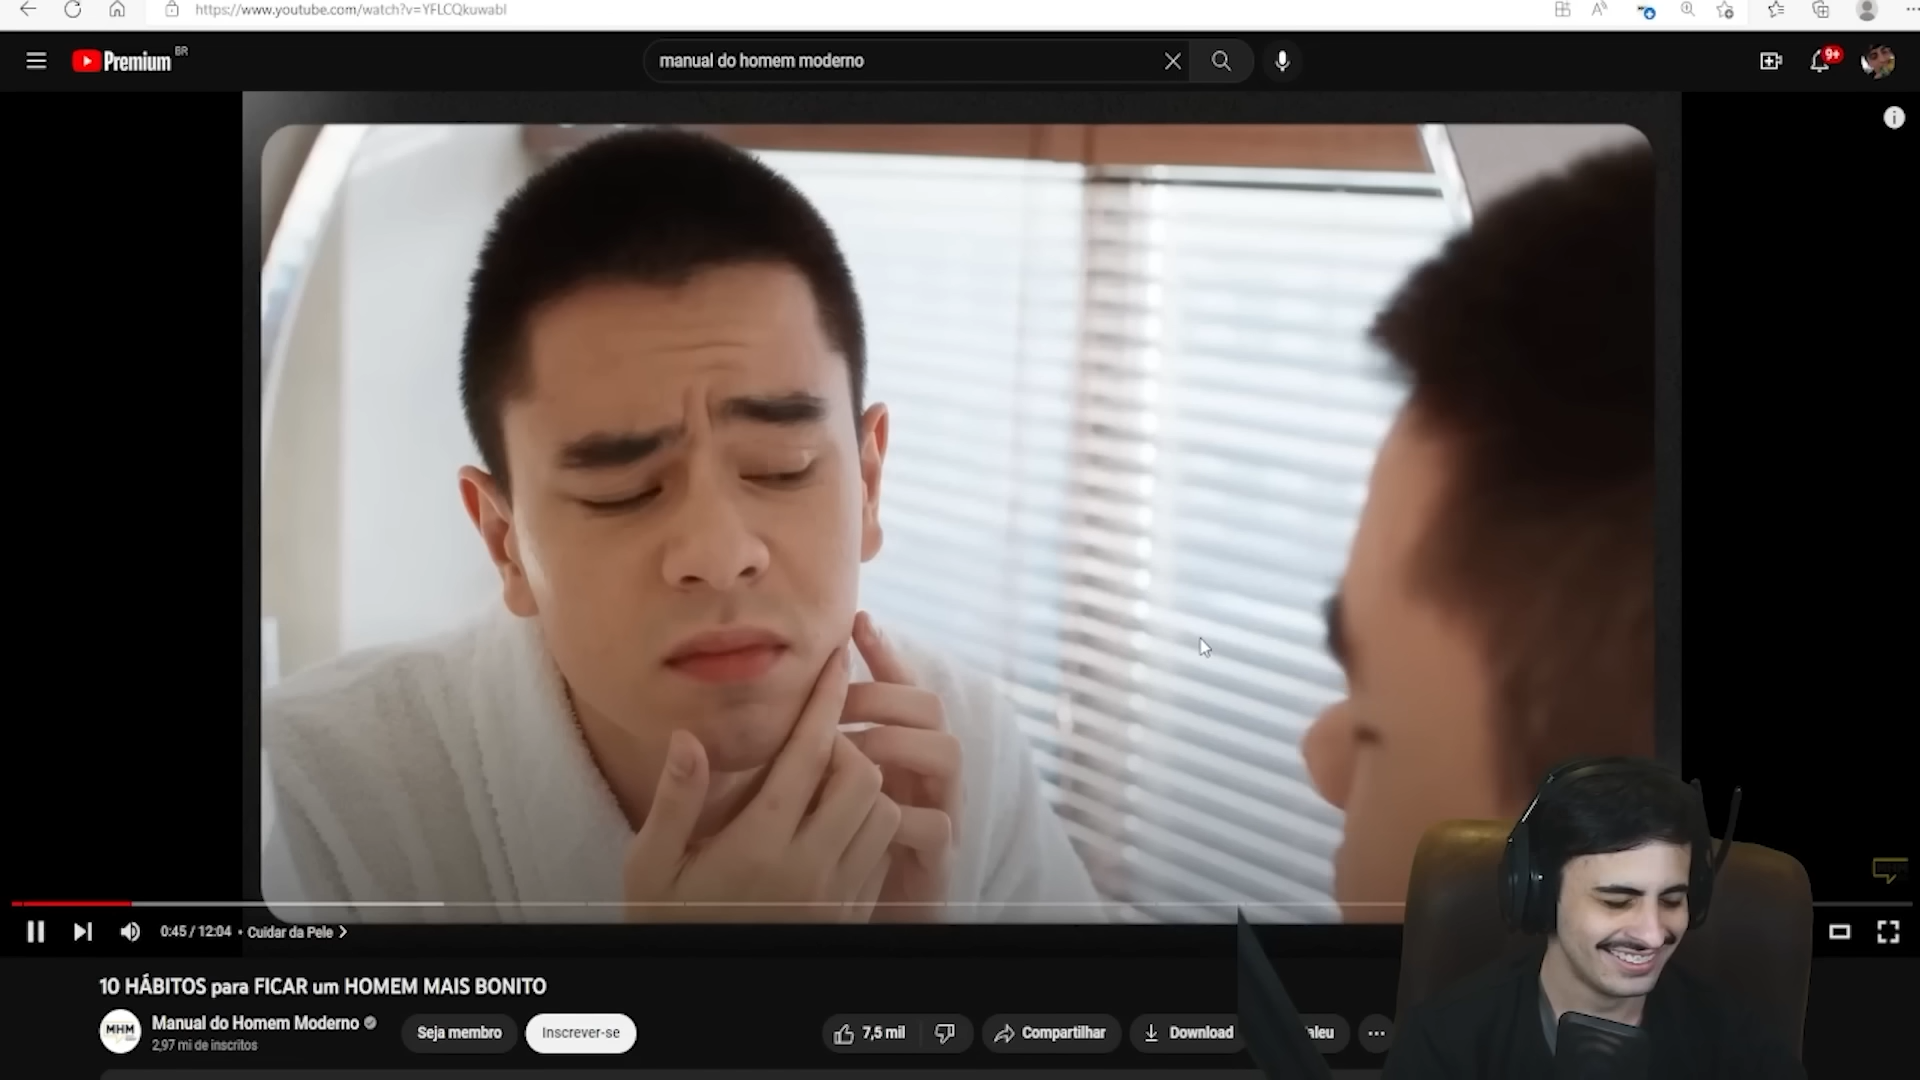 https://www.youtube.com/watch?v=YFLCQkuwabI
Premium BR
manual do homem moderno
9+
0:45 / 12:04 • Cuidar da Pele
10 HÁBITOS para FICAR um HOMEM MAIS BONITO
MHM
Manual do Homem Moderno
2,97 mi de inscritos
Seja membro
Inscrever-se
7,5 mil
Compartilhar
Download
aleu